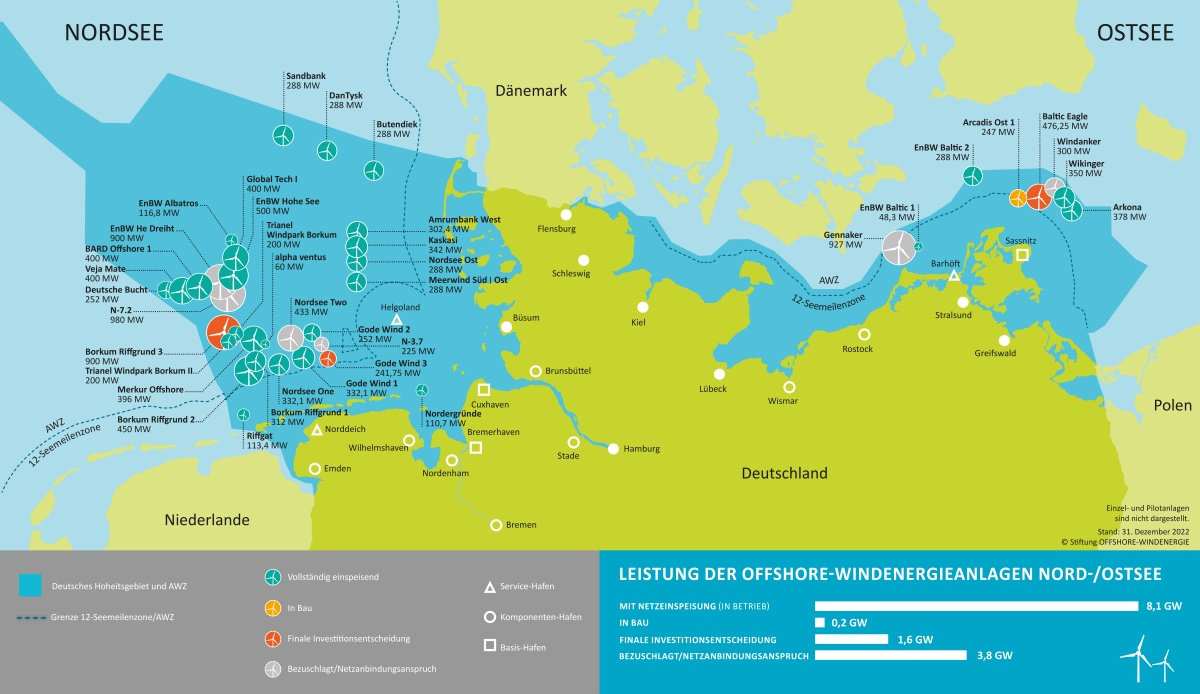 NORDSEE
OSTSEE
Dänemark
Sandbank
288 MW
DanTysk
288 MW
Butendiek
288 MW
Global Tech I
400 MW
EnBW Hohe See
500 MW
EnBW Albatros
116,8 MW
Trianel
Windpark Borkum
200 MW
EnBW He Dreiht
900 MW
BARD Offshore 1
400 MW
alpha ventus
60 MW
Veja Mate
400 MW
Deutsche Bucht
252 MW
N-7.2
980 MW
Amrumbank West
302,4 MW
Kaskasi
342 MW
Nordsee Ost
288 MW
Meerwind Süd | Ost
288 MW
Nordsee Two
433 MW
Helgoland
Gode Wind 2
252 MW
N-3.7
225 MW
Gode Wind 3
241,75 MW
Gode Wind 1
332,1 MW
Borkum Riffgrund 3
900 MW
Trianel Windpark Borkum II
200 MW
Merkur Offshore
396 MW
Borkum Riffgrund 2
450 MW
Nordsee One
332,1 MW
Borkum Riffgrund 1
312 MW
Riffgat
113,4 MW
Nordergründe
110,7 MW
AWZ
12-Seemeilenzone
Arcadis Ost 1
247 MW
Baltic Eagle
476,25 MW
Windanker
300 MW
Wikinger
350 MW
EnBW Baltic 2
288 MW
Arkona
378 MW
EnBW Baltic 1
48,3 MW
Gennaker
927 MW
AWZ
12-Seemeilenzone
Flensburg
Schleswig
Kiel
Büsum
Brunsbüttel
Cuxhaven
Bremerhaven
Norddeich
Wilhelmshaven
Emden
Nordenham
Stade
Hamburg
Bremen
Lübeck
Wismar
Rostock
Barhöft
Sassnitz
Stralsund
Greifswald
Polen
Deutschland
Niederlande
Einzel- und Pilotanlagen
sind nicht dargestellt.
Stand: 31. Dezember 2022
© Stiftung OFFSHORE-WINDENERGIE
Deutsches Hoheitsgebiet und AWZ
Grenze 12-Seemeilenzone/AWZ
Vollständig einspeisend
In Bau
Finale Investitionsentscheidung
Bezuschlagt/Netzanbindungsanspruch
Service-Hafen
Komponenten-Hafen
Basis-Hafen
LEISTUNG DER OFFSHORE-WINDENERGIEANLAGEN NORD-/OSTSEE
MIT NETZEINSPEISUNG (IN BETRIEB) 8,1 GW
IN BAU 0,2 GW
FINALE INVESTITIONSENTSCHEIDUNG 1,6 GW
BEZUSCHLAGT/NETZANBINDUNGSANSPRUCH 3,8 GW